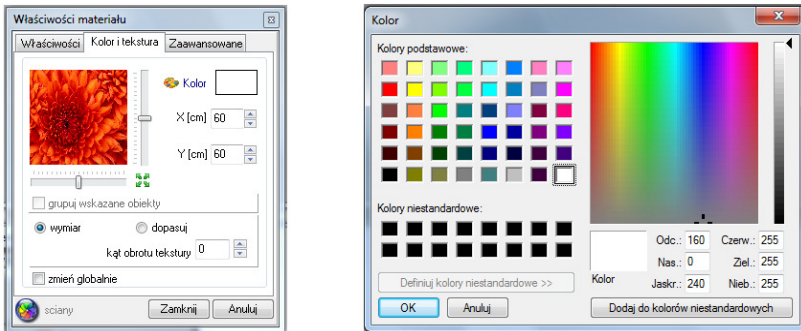 Właściwości materiału
Właściwości Kolor i tekstura Zaawansowane
Kolor
X [cm] 60
Y [cm] 60
grupuj wskazane obiekty
wymiar dopasuj
kąt obrotu tekstury 0
zmień globalnie
sciany Zamknij Anuluj
Kolor
Kolory podstawowe:
Kolory niestandardowe:
Definiuj kolory niestandardowe >>
OK Anuluj
Kolor
Odc.: 160 Czerw.: 255
Nas.: 0 Ziel.: 255
Jaskr.: 240 Nieb.: 255
Dodaj do kolorów niestandardowych